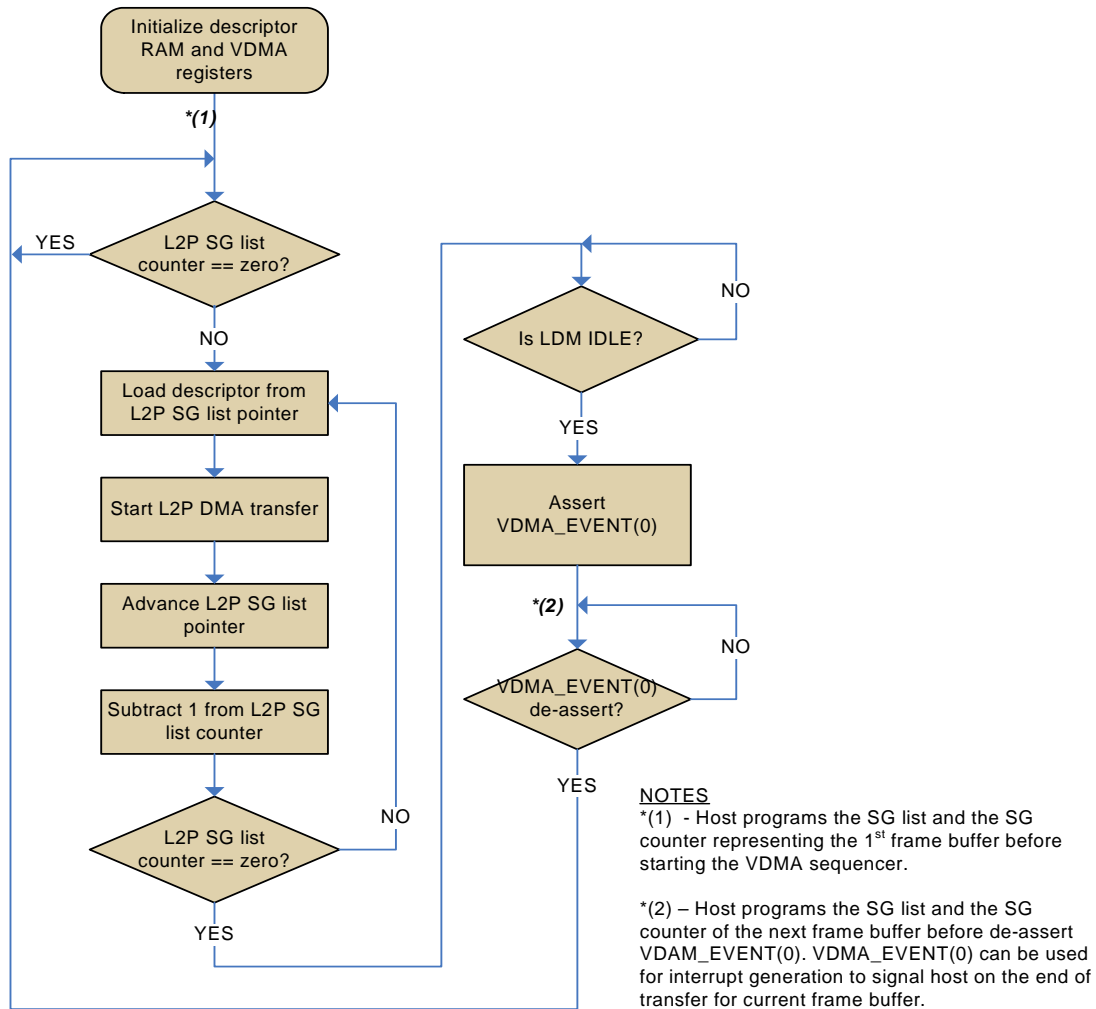 Initialize descriptor
RAM and VDMA
registers
*(1)
YES
L2P SG list
counter == zero?
NO
Load descriptor from
L2P SG list pointer
Start L2P DMA transfer
Advance L2P SG list
pointer
Subtract 1 from L2P SG
list counter
NO
L2P SG list
counter == zero?
YES
NO
Is LDM IDLE?
YES
Assert
VDMA_EVENT(0)
*(2)
NO
VDMA_EVENT(0)
de-assert?
YES
NOTES
*(1) - Host programs the SG list and the SG
counter representing the 1st frame buffer before
starting the VDMA sequencer.
*(2) – Host programs the SG list and the SG
counter of the next frame buffer before de-assert
VDAM_EVENT(0). VDMA_EVENT(0) can be used
for interrupt generation to signal host on the end of
transfer for current frame buffer.